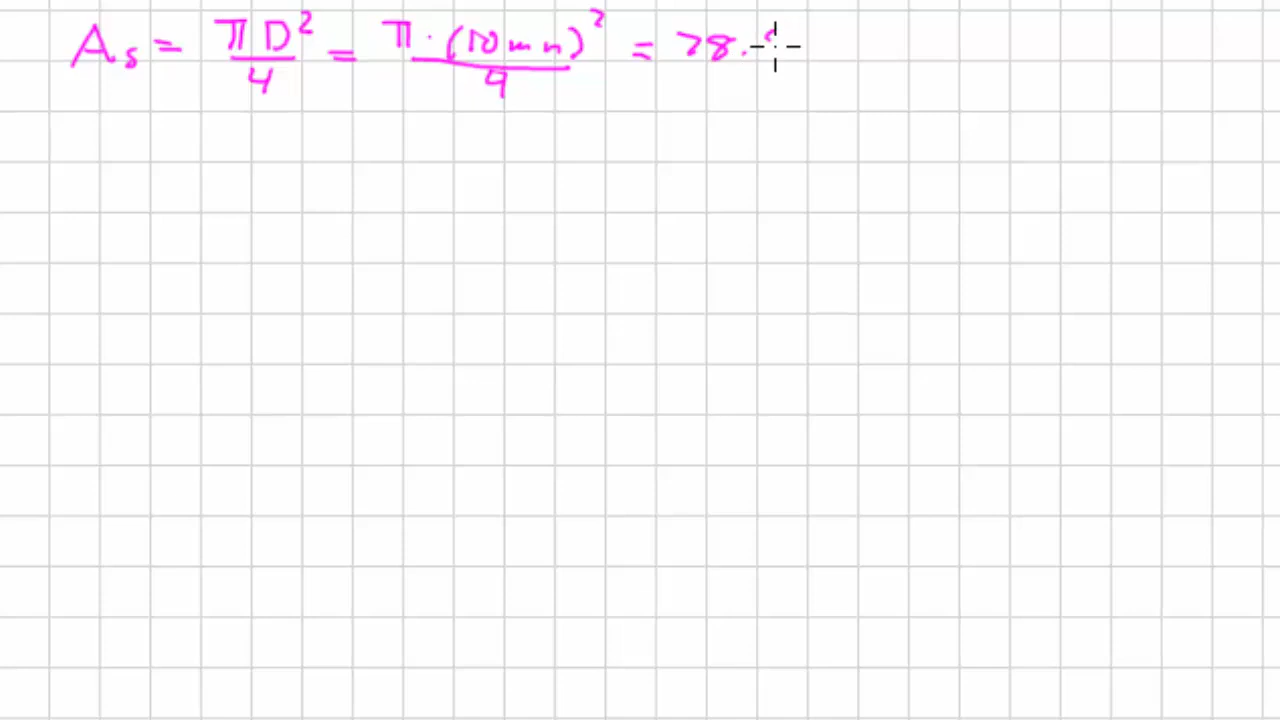 As = πD²/4 = π·(10mm)²/4 = 78.